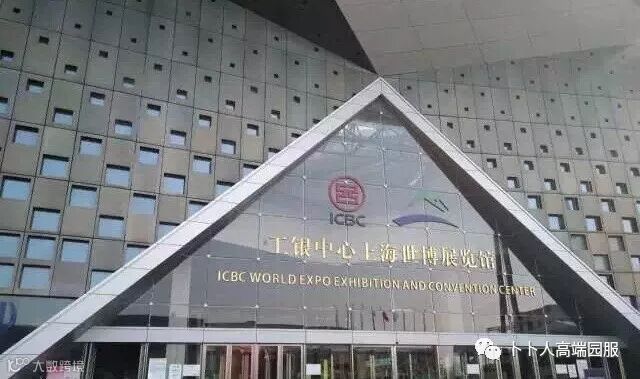 ICBC
工银中心上海世博展览馆
ICBC WORLD EXPO EXHIBITION AND CONVENTION CENTER
大数跨境
卜卜人高端园服